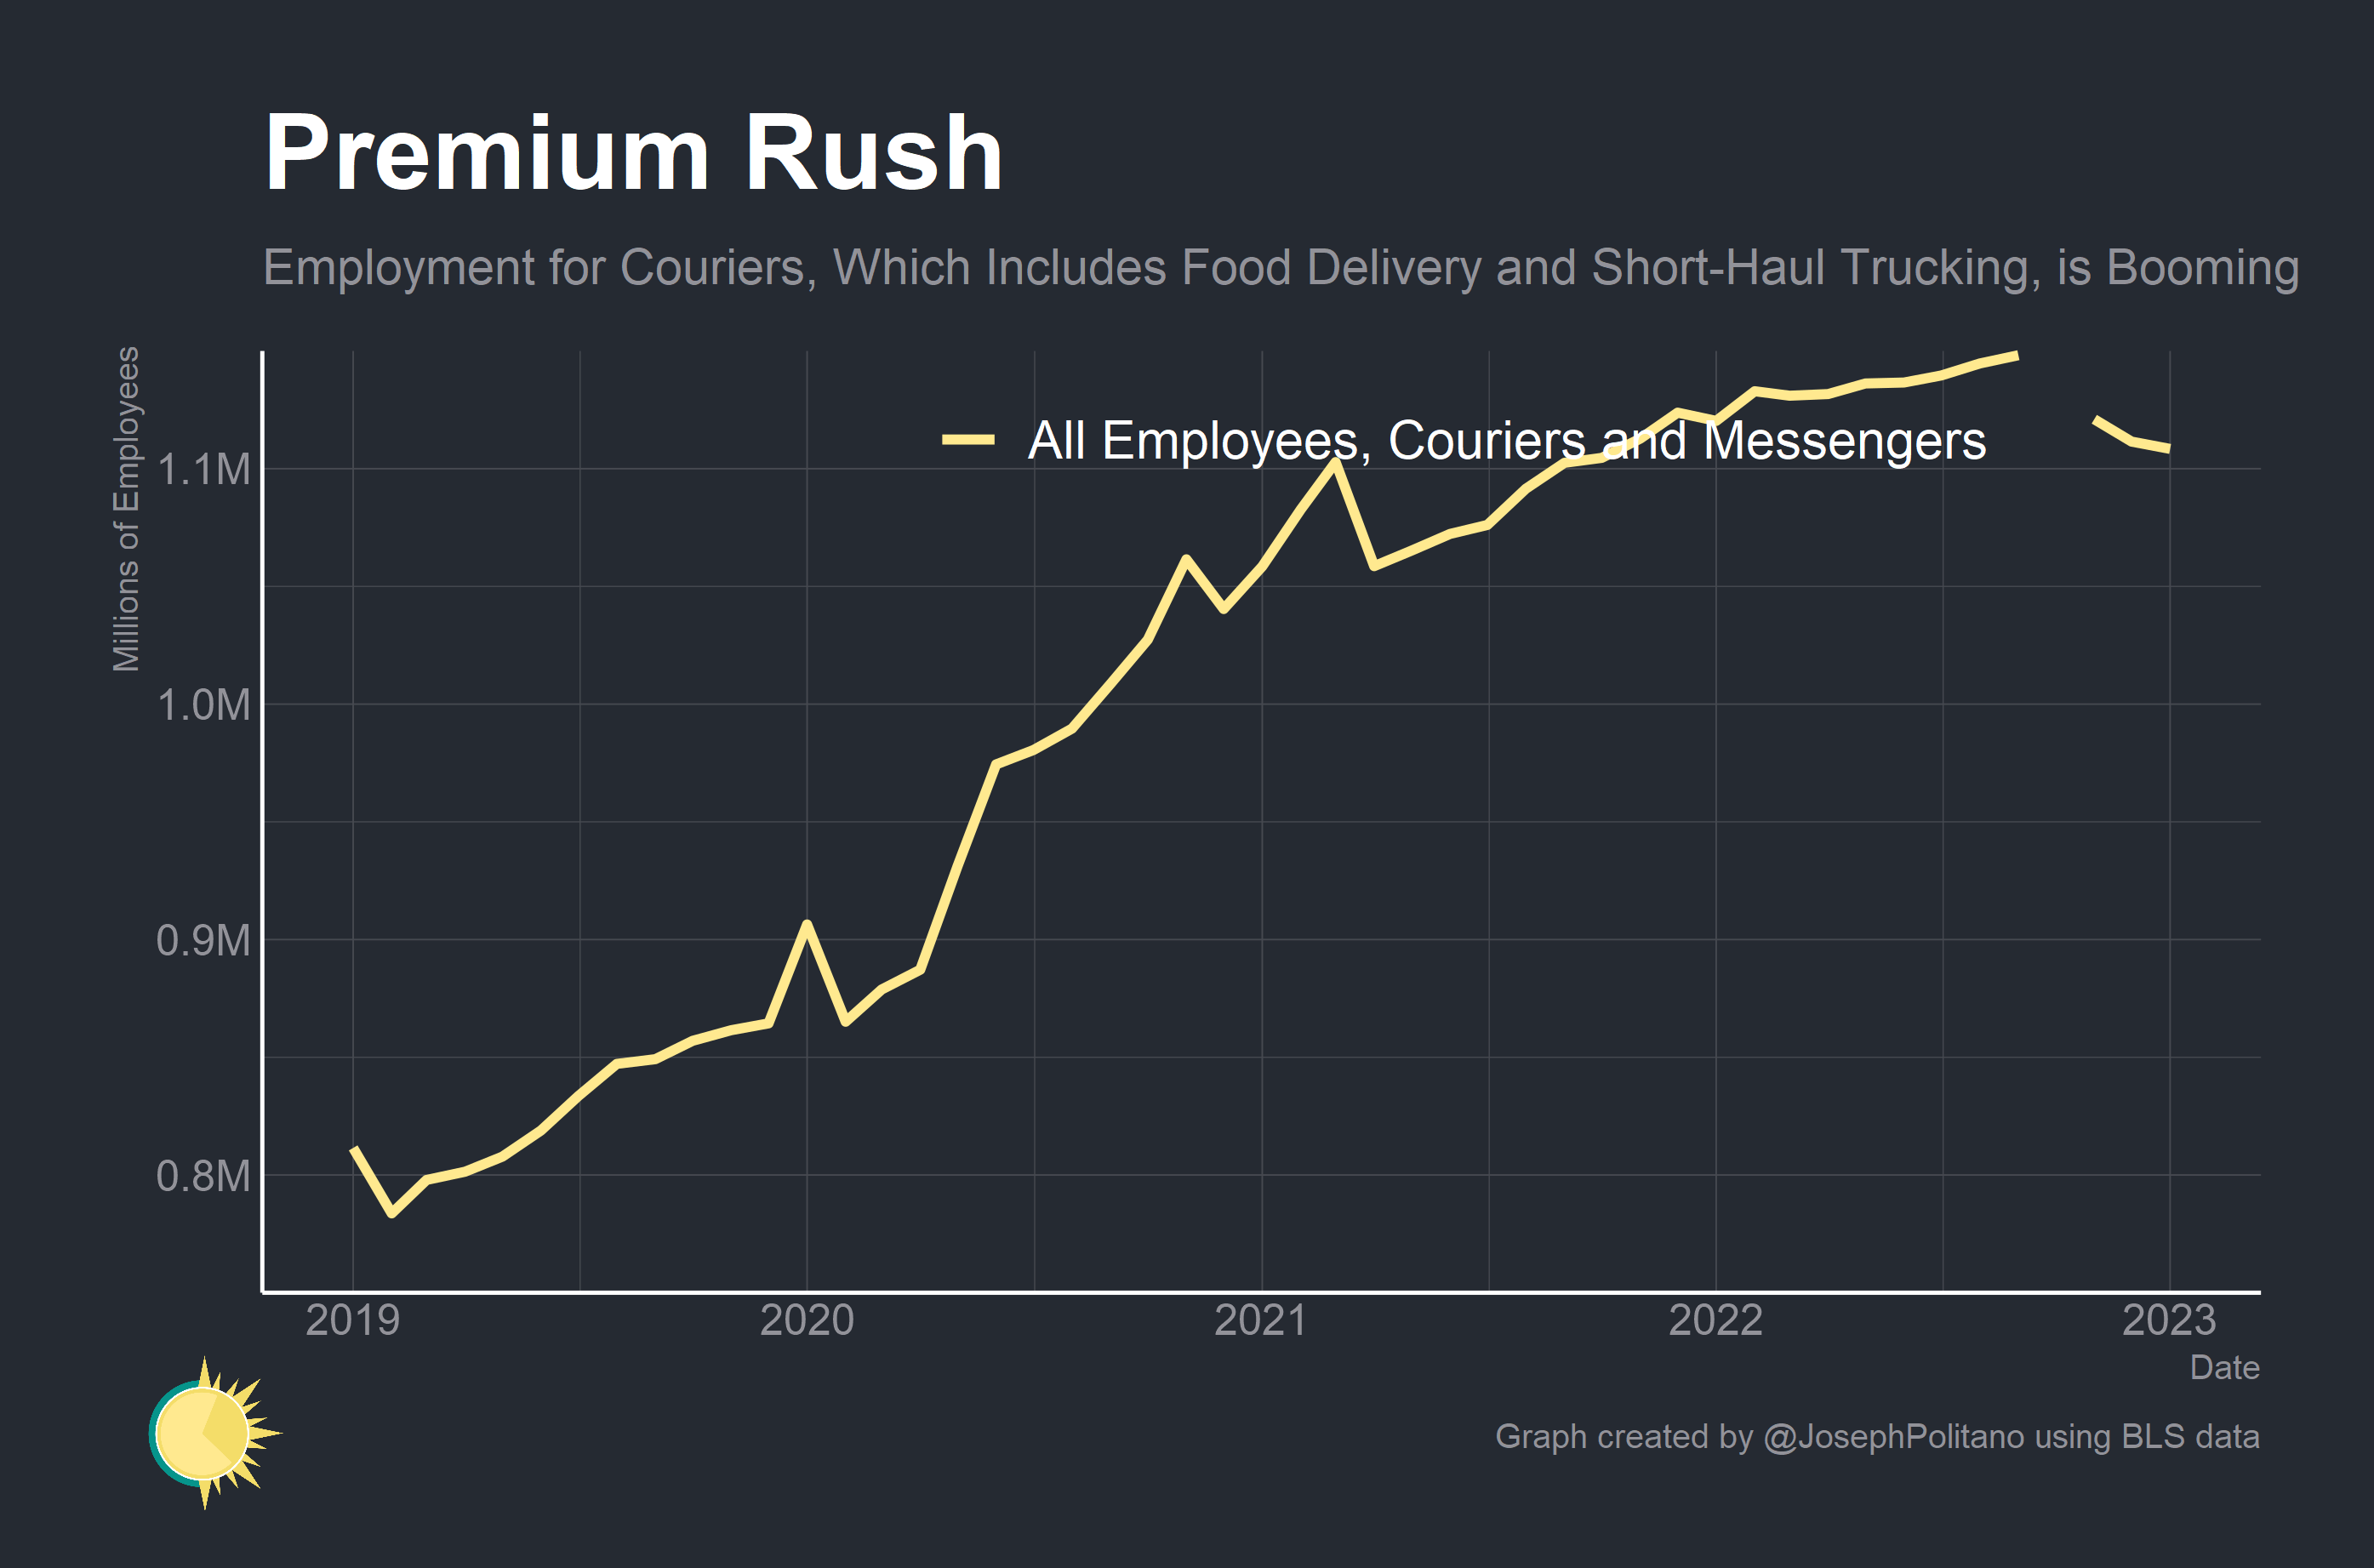 Premium Rush
Employment for Couriers, Which Includes Food Delivery and Short-Haul Trucking, is Booming
Millions of Employees
All Employees, Couriers and Messengers
1.1M
1.0M
0.9M
0.8M
2019
2020
2021
2022
2023
Date
Graph created by @JosephPolitano using BLS data